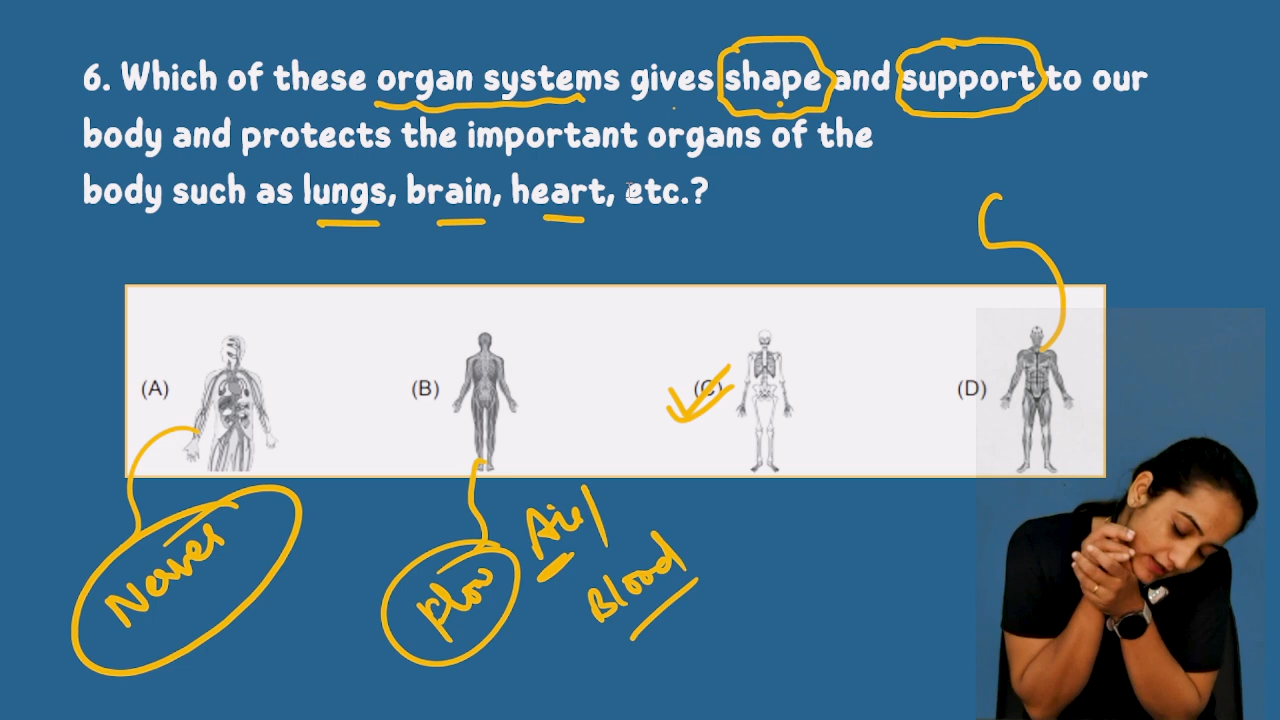 6. Which of these organ systems gives shape and support to our
body and protects the important organs of the
body such as lungs, brain, heart, etc.?
(A) (B) (C) (D)
Nerves
Flow
Air/
Blood